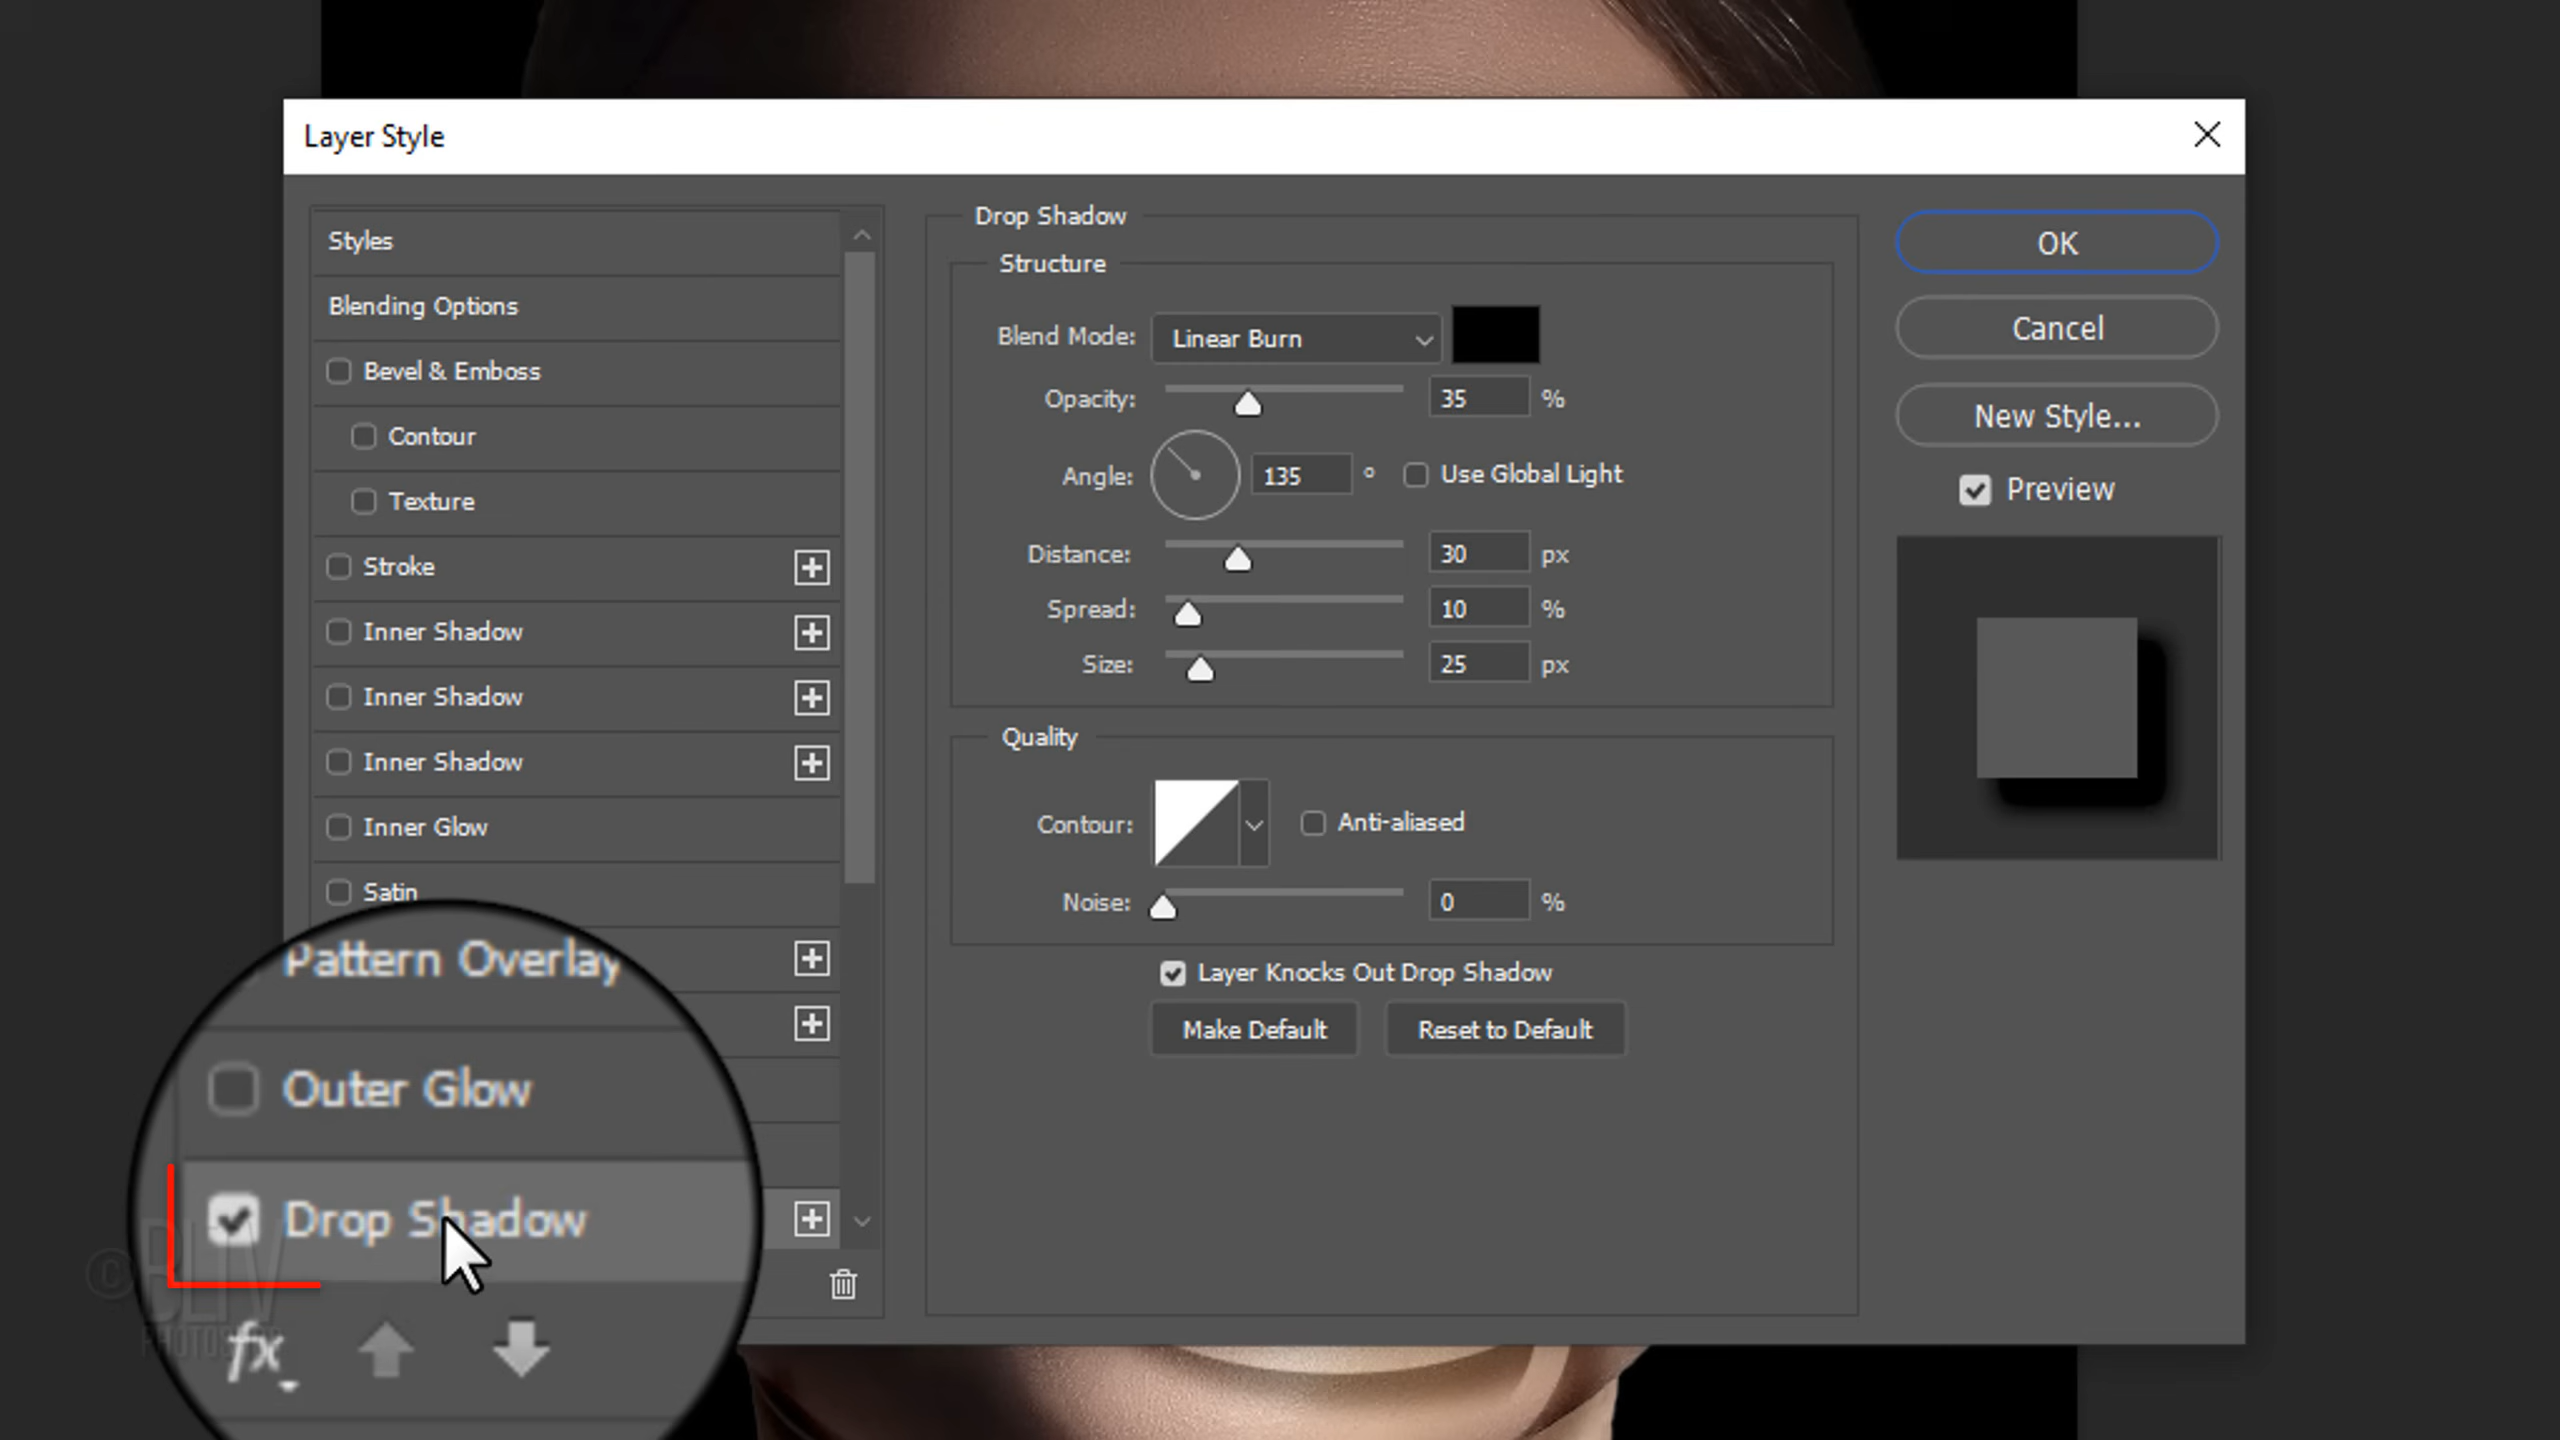 Layer Style
Styles
Blending Options
Bevel & Emboss
Contour
Texture
Stroke
Inner Shadow
Inner Shadow
Inner Shadow
Inner Glow
Satin
Pattern Overlay
Outer Glow
Drop Shadow
fx
©BLTV
PHOTOS
Drop Shadow
Structure
Blend Mode: Linear Burn
Opacity: 35 %
Angle: 135 ° Use Global Light
Distance: 30 px
Spread: 10 %
Size: 25 px
Quality
Contour: Anti-aliased
Noise: 0 %
Layer Knocks Out Drop Shadow
Make Default Reset to Default
OK
Cancel
New Style...
Preview